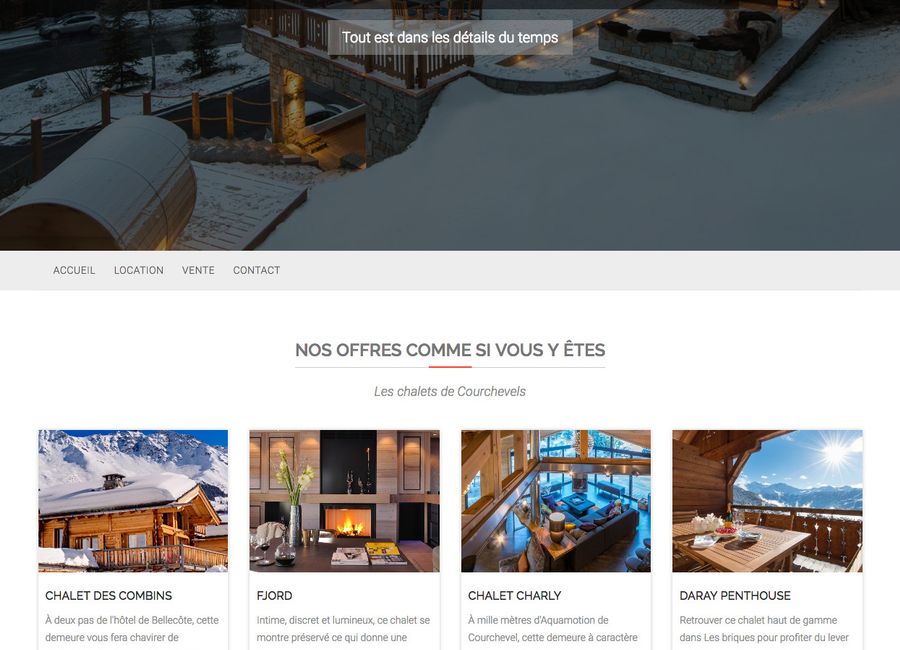 Tout est dans les détails du temps
ACCUEIL LOCATION VENTE CONTACT
NOS OFFRES COMME SI VOUS Y ÊTES
Les chalets de Courchevels
CHALET DES COMBINS
À deux pas de l'hôtel de Bellecôte, cette
demeure vous fera chavirer de
FJORD
Intime, discret et lumineux, ce chalet se
montre préservé ce qui donne une
CHALET CHARLY
À mille mètres d'Aquamotion de
Courchevel, cette demeure à caractère
DARAY PENTHOUSE
Retrouver ce chalet haut de gamme
dans Les briques pour profiter du lever